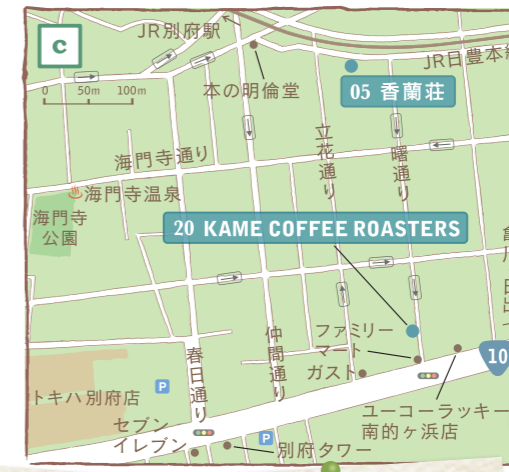 C
JR別府駅
JR日豊本線
0 50m 100m
本の明倫堂
05 香蘭荘
海門寺通り
立花通り
曙通り
海門寺温泉
海門寺
公園
20 KAME COFFEE ROASTERS
春日通り
仲間通り
ファミリー
マート
ガスト
10
P
トキハ別府店
セブン
イレブン
P
別府タワー
ユーコーラッキー
南的ヶ浜店